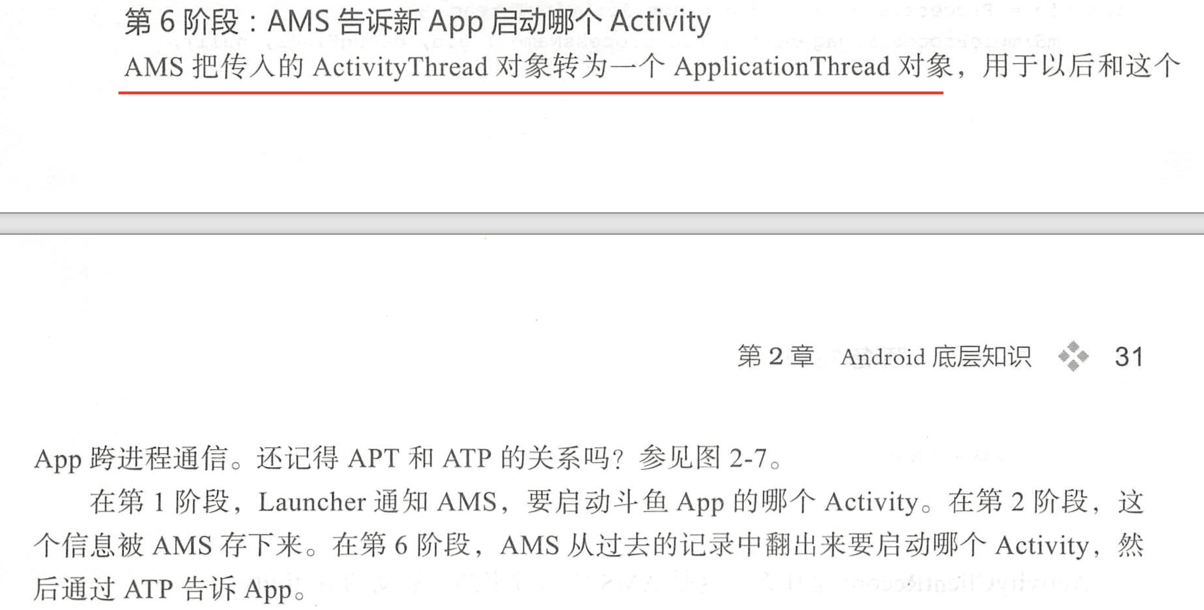 第 6 阶段：AMS 告诉新 App 启动哪个 Activity
AMS 把传入的 ActivityThread 对象转为一个 ApplicationThread 对象，用于以后和这个
第 2 章 Android 底层知识 31
App 跨进程通信。还记得 APT 和 ATP 的关系吗？参见图 2-7。
在第 1 阶段，Launcher 通知 AMS，要启动斗鱼 App 的哪个 Activity。在第 2 阶段，这
个信息被 AMS 存下来。在第 6 阶段，AMS 从过去的记录中翻出来要启动哪个 Activity，然
后通过 ATP 告诉 App。